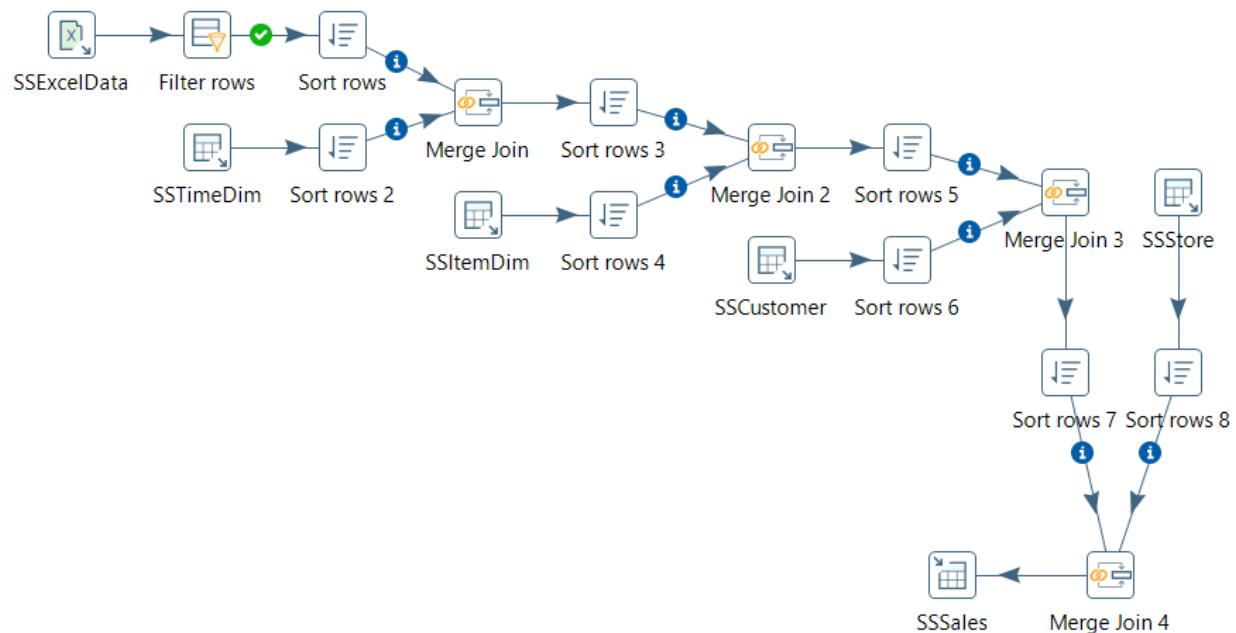 SSExcelData
Filter rows
Sort rows
SSTimeDim
Sort rows 2
Merge Join
Sort rows 3
SSItemDim
Sort rows 4
Merge Join 2
Sort rows 5
SSCustomer
Sort rows 6
Merge Join 3
SSStore
Sort rows 7
Sort rows 8
SSSales
Merge Join 4